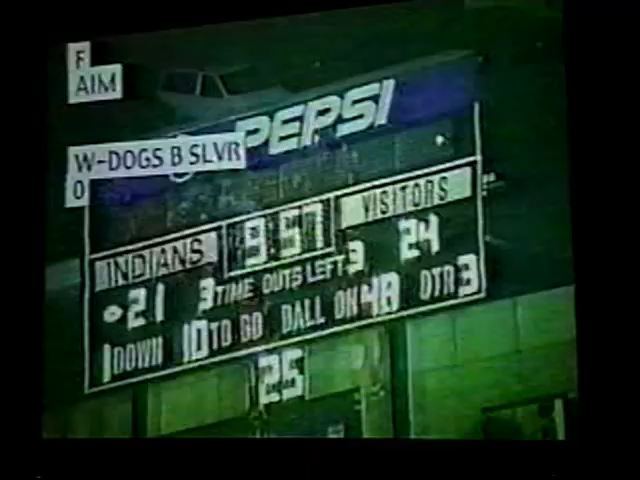 F
AIM
W-DOGS B SLVR
0
PEPSI
INDIANS 9:57 VISITORS
21 3 TIME OUTS LEFT 3 24
1 DOWN 10 TO GO BALL ON 48 QTR 3
25